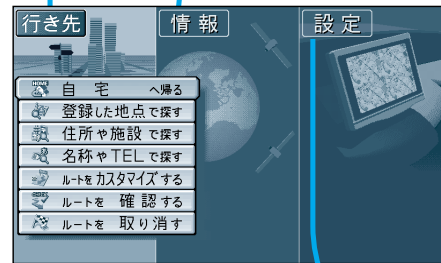 行き先
情報
設定
自宅へ帰る
登録した地点で探す
住所や施設で探す
名称やTELで探す
ルートをカスタマイズする
ルートを確認する
ルートを取り消す